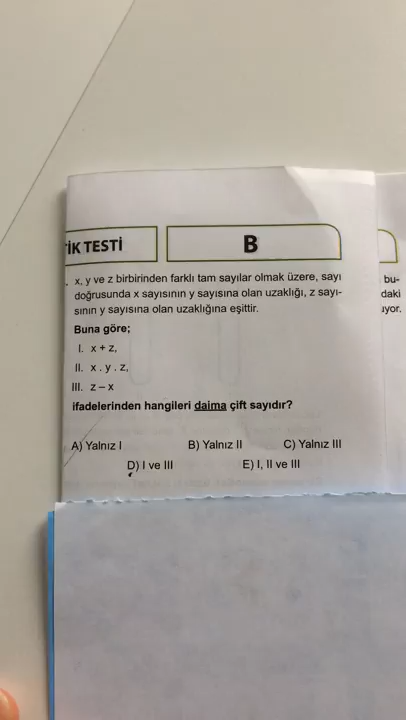 İK TESTİ
B
x, y ve z birbirinden farklı tam sayılar olmak üzere, sayı
doğrusunda x sayısının y sayısına olan uzaklığı, z sayı-
sının y sayısına olan uzaklığına eşittir.
Buna göre;
I. x + z,
II. x . y . z,
III. z – x
ifadelerinden hangileri daima çift sayıdır?
A) Yalnız I
B) Yalnız II
C) Yalnız III
D) I ve III
E) I, II ve III
bu-
daki
ıyor.